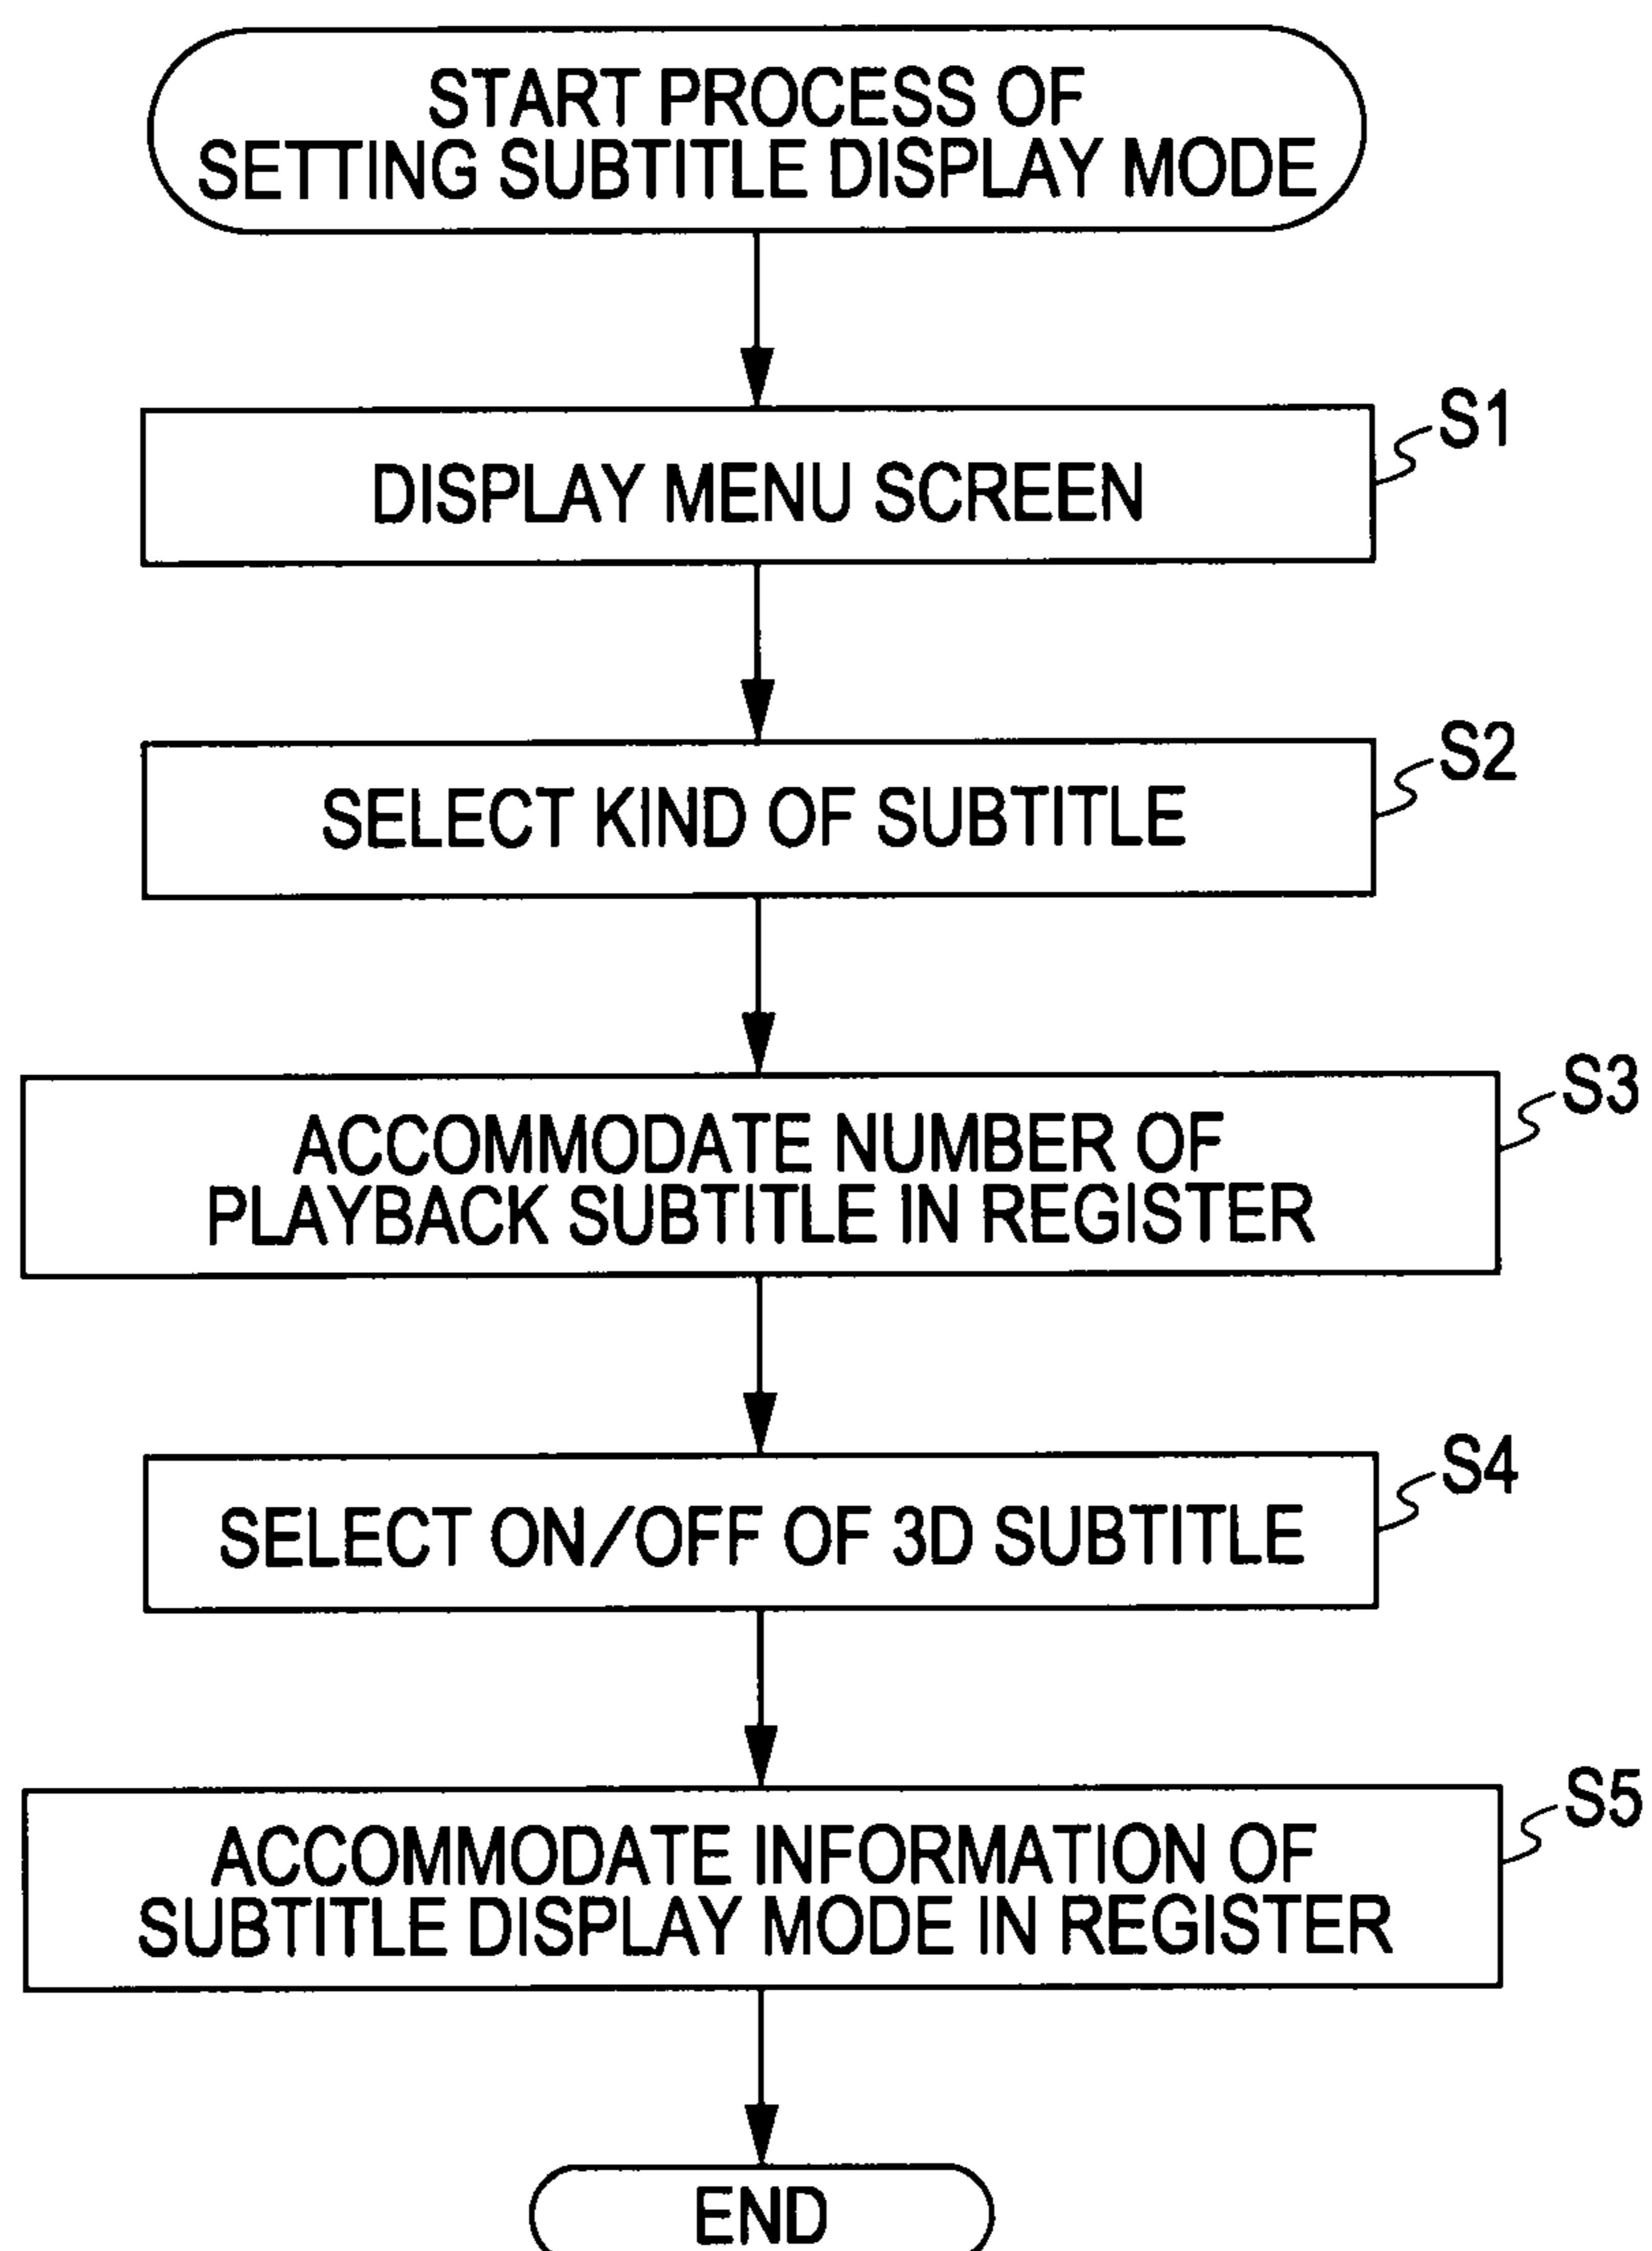 START PROCESS OF
SETTING SUBTITLE DISPLAY MODE
S1
DISPLAY MENU SCREEN
S2
SELECT KIND OF SUBTITLE
S3
ACCOMMODATE NUMBER OF
PLAYBACK SUBTITLE IN REGISTER
S4
SELECT ON/OFF OF 3D SUBTITLE
S5
ACCOMMODATE INFORMATION OF
SUBTITLE DISPLAY MODE IN REGISTER
END